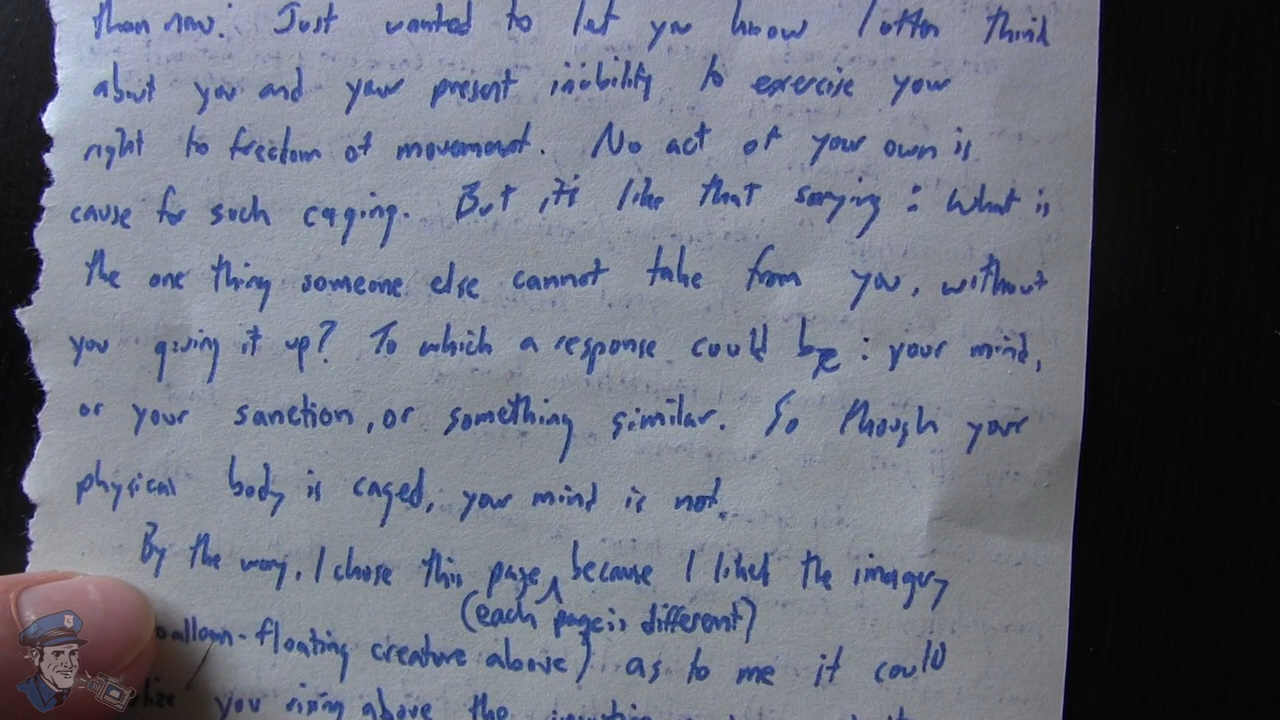 than now. Just wanted to let you know I often think
about you and your present inability to exercise your
right to freedom of movement. No act of your own is
cause for such caging. But it's like that saying: What is
the one thing someone else cannot take from you, without
you giving it up? To which a response could be: your mind,
or your sanction, or something similar. So though your
physical body is caged, your mind is not.
By the way, I chose this page because I liked the imagery
(each page is different)
balloon-floating creature above) as to me it could
you rising above the